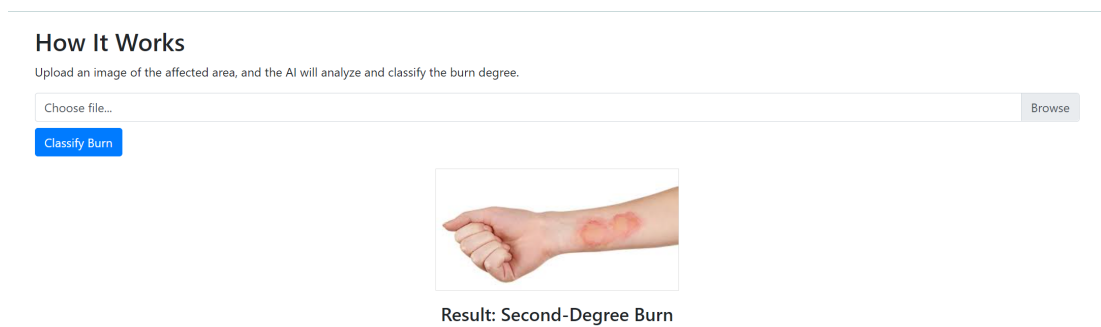 How It Works
Upload an image of the affected area, and the AI will analyze and classify the burn degree.
Choose file... Browse
Classify Burn
Result: Second-Degree Burn